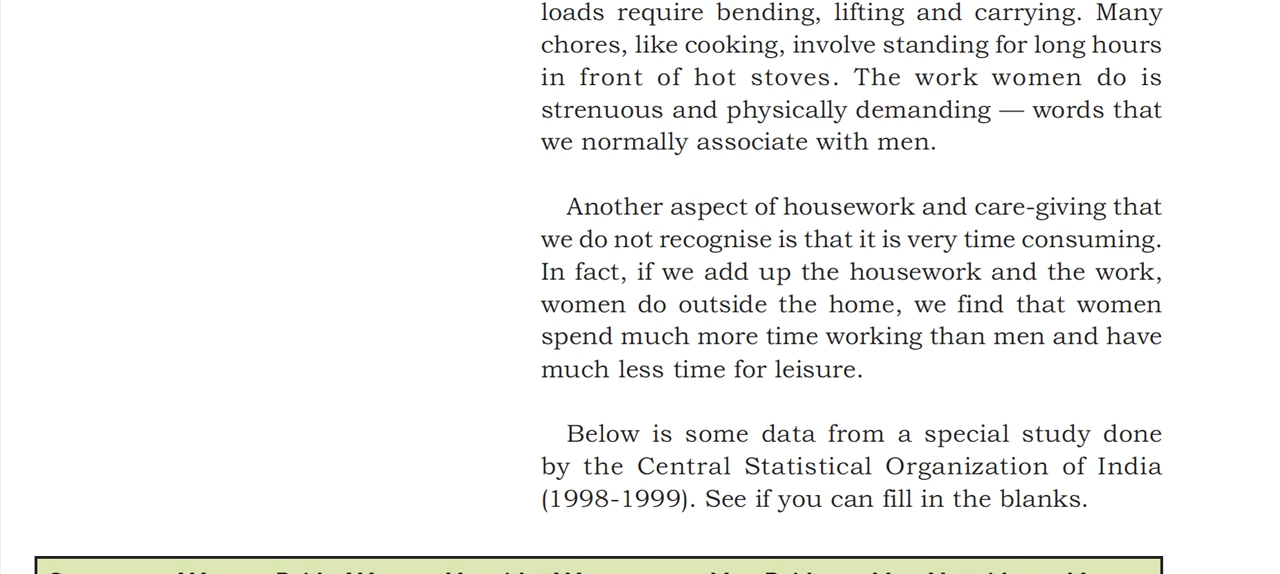 loads require bending, lifting and carrying. Many
chores, like cooking, involve standing for long hours
in front of hot stoves. The work women do is
strenuous and physically demanding — words that
we normally associate with men.
Another aspect of housework and care-giving that
we do not recognise is that it is very time consuming.
In fact, if we add up the housework and the work,
women do outside the home, we find that women
spend much more time working than men and have
much less time for leisure.
Below is some data from a special study done
by the Central Statistical Organization of India
(1998-1999). See if you can fill in the blanks.